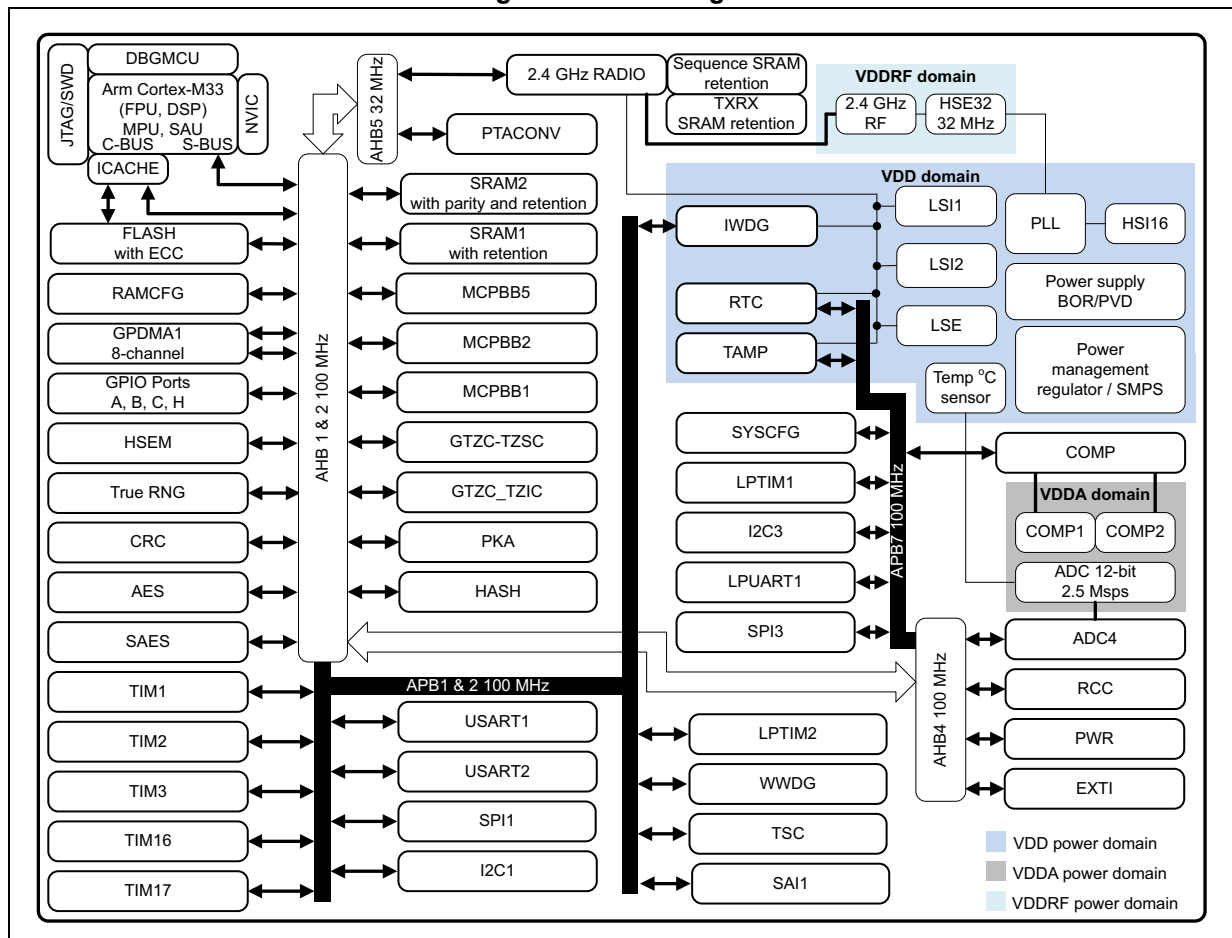 JTAG/SWD
DBGMCU
Arm Cortex-M33
(FPU, DSP)
MPU, SAU
C-BUS S-BUS
NVIC
ICACHE
FLASH
with ECC
RAMCFG
GPDMA1
8-channel
GPIO Ports
A, B, C, H
HSEM
True RNG
CRC
AES
SAES
TIM1
TIM2
TIM3
TIM16
TIM17
AHB 1 & 2 100 MHz
AHB5 32 MHz
2.4 GHz RADIO
Sequence SRAM
retention
TXRX
SRAM retention
PTACONV
SRAM2
with parity and retention
SRAM1
with retention
MCPBB5
MCPBB2
MCPBB1
GTZC-TZSC
GTZC_TZIC
PKA
HASH
APB1 & 2 100 MHz
USART1
USART2
SPI1
I2C1
VDDRF domain
2.4 GHz
RF
HSE32
32 MHz
VDD domain
IWDG
RTC
TAMP
LSI1
LSI2
LSE
PLL
HSI16
Power supply
BOR/PVD
Power
management
regulator / SMPS
Temp °C
sensor
SYSCFG
LPTIM1
I2C3
LPUART1
SPI3
APB7 100 MHz
COMP
VDDA domain
COMP1
COMP2
ADC 12-bit
2.5 Msps
AHB4 100 MHz
ADC4
RCC
PWR
EXTI
LPTIM2
WWDG
TSC
SAI1
VDD power domain
VDDA power domain
VDDRF power domain